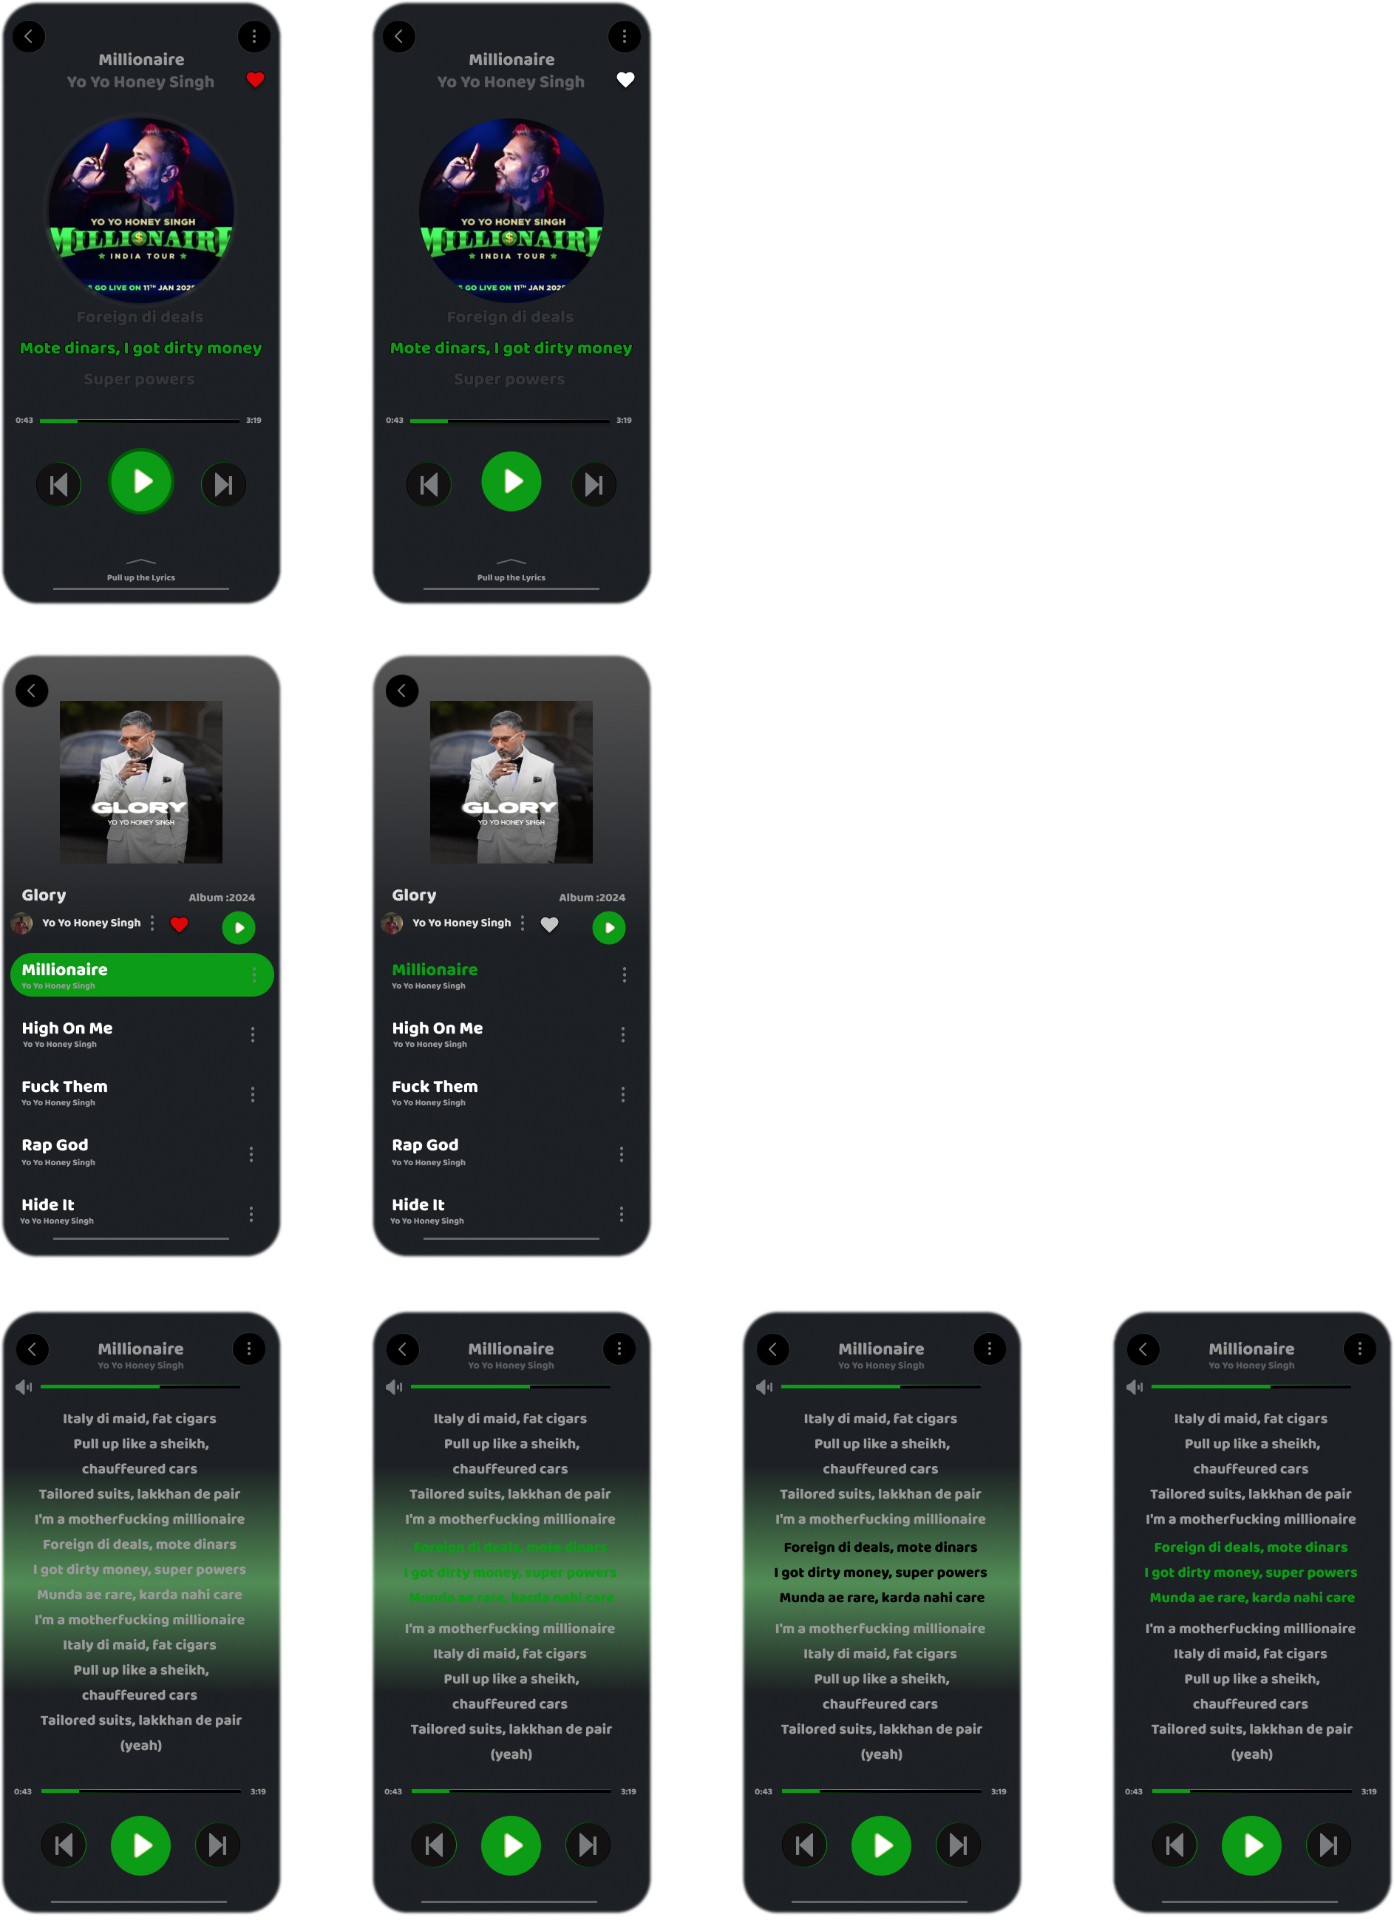 Millionaire
Yo Yo Honey Singh
YO YO HONEY SINGH
MILLIONAIRE
INDIA TOUR
GO LIVE ON 11TH JAN 202
Foreign di deals
Mote dinars, I got dirty money
Super powers
0:43 3:19
Pull up the Lyrics
Millionaire
Yo Yo Honey Singh
YO YO HONEY SINGH
MILLIONAIRE
INDIA TOUR
GO LIVE ON 11TH JAN 202
Foreign di deals
Mote dinars, I got dirty money
Super powers
0:43 3:19
Pull up the Lyrics
GLORY
YO YO HONEY SINGH
Glory Album :2024
Yo Yo Honey Singh
Millionaire
Yo Yo Honey Singh
High On Me
Yo Yo Honey Singh
Fuck Them
Yo Yo Honey Singh
Rap God
Yo Yo Honey Singh
Hide It
Yo Yo Honey Singh
GLORY
YO YO HONEY SINGH
Glory Album :2024
Yo Yo Honey Singh
Millionaire
Yo Yo Honey Singh
High On Me
Yo Yo Honey Singh
Fuck Them
Yo Yo Honey Singh
Rap God
Yo Yo Honey Singh
Hide It
Yo Yo Honey Singh
Millionaire
Yo Yo Honey Singh
Italy di maid, fat cigars
Pull up like a sheikh,
chauffeured cars
Tailored suits, lakkhan de pair
I'm a motherfucking millionaire
Foreign di deals, mote dinars
I got dirty money, super powers
Munda ae rare, karda nahi care
I'm a motherfucking millionaire
Italy di maid, fat cigars
Pull up like a sheikh,
chauffeured cars
Tailored suits, lakkhan de pair
(yeah)
0:43 3:19
Millionaire
Yo Yo Honey Singh
Italy di maid, fat cigars
Pull up like a sheikh,
chauffeured cars
Tailored suits, lakkhan de pair
I'm a motherfucking millionaire
Foreign di deals, mote dinars
I got dirty money, super powers
Munda ae rare, karda nahi care
I'm a motherfucking millionaire
Italy di maid, fat cigars
Pull up like a sheikh,
chauffeured cars
Tailored suits, lakkhan de pair
(yeah)
0:43 3:19
Millionaire
Yo Yo Honey Singh
Italy di maid, fat cigars
Pull up like a sheikh,
chauffeured cars
Tailored suits, lakkhan de pair
I'm a motherfucking millionaire
Foreign di deals, mote dinars
I got dirty money, super powers
Munda ae rare, karda nahi care
I'm a motherfucking millionaire
Italy di maid, fat cigars
Pull up like a sheikh,
chauffeured cars
Tailored suits, lakkhan de pair
(yeah)
0:43 3:19
Millionaire
Yo Yo Honey Singh
Italy di maid, fat cigars
Pull up like a sheikh,
chauffeured cars
Tailored suits, lakkhan de pair
I'm a motherfucking millionaire
Foreign di deals, mote dinars
I got dirty money, super powers
Munda ae rare, karda nahi care
I'm a motherfucking millionaire
Italy di maid, fat cigars
Pull up like a sheikh,
chauffeured cars
Tailored suits, lakkhan de pair
(yeah)
0:43 3:19